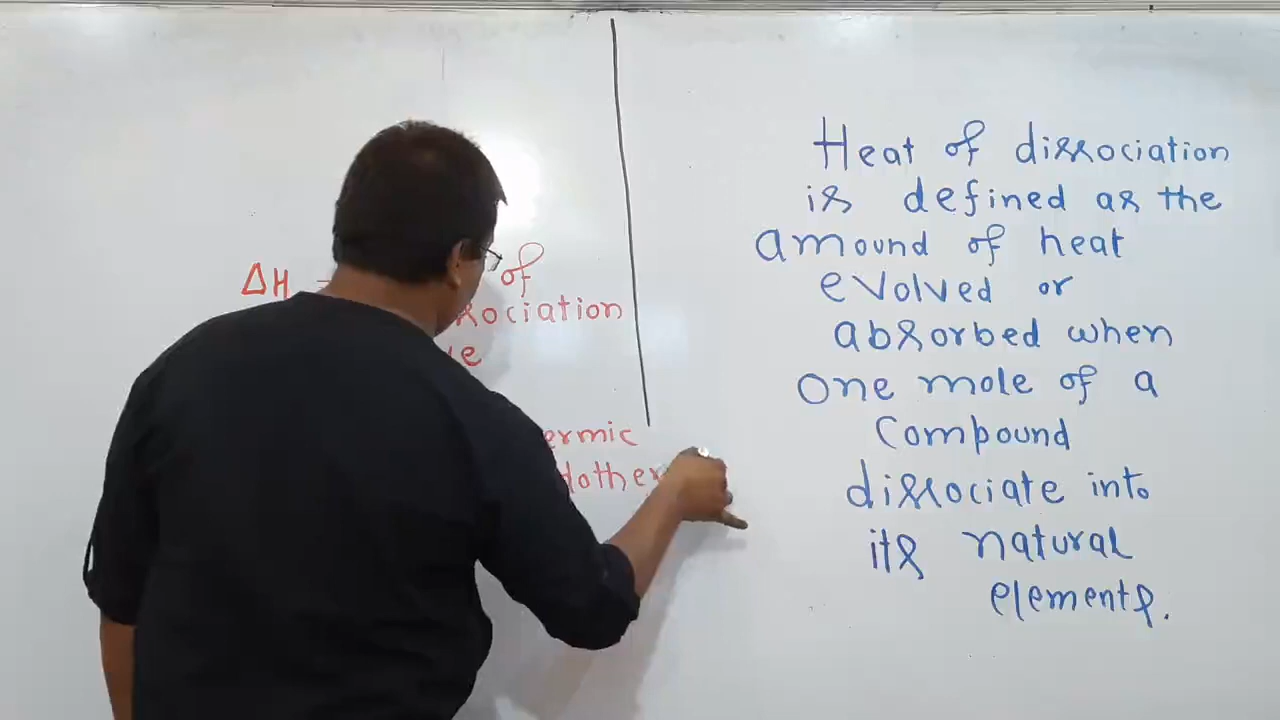 ΔH
of
ociation
ermic
dother
Heat of dissociation
is defined as the
amound of heat
evolved or
absorbed when
One mole of a
Compound
dissociate into
its natural
elements.